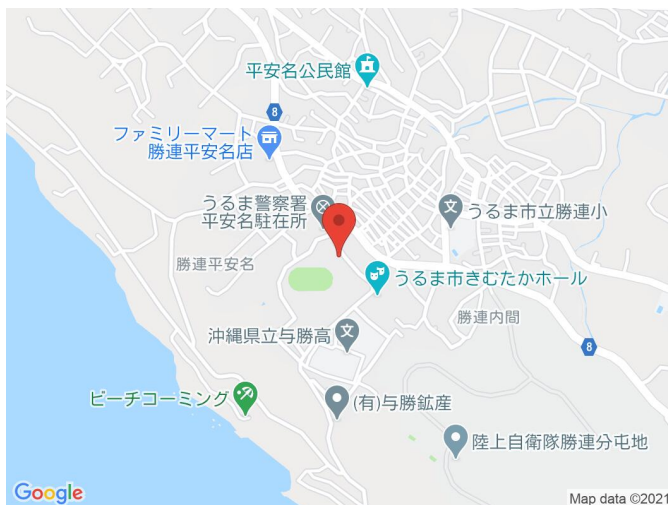 平安名公民館
8
ファミリーマート
勝連平安名店
うるま警察署
平安名駐在所
うるま市立勝連小
勝連平安名
うるま市きむたかホール
勝連内間
沖縄県立与勝高
8
ビーチコーミング
(有)与勝鉱産
陸上自衛隊勝連分屯地
文
文
Google
Map data ©2021